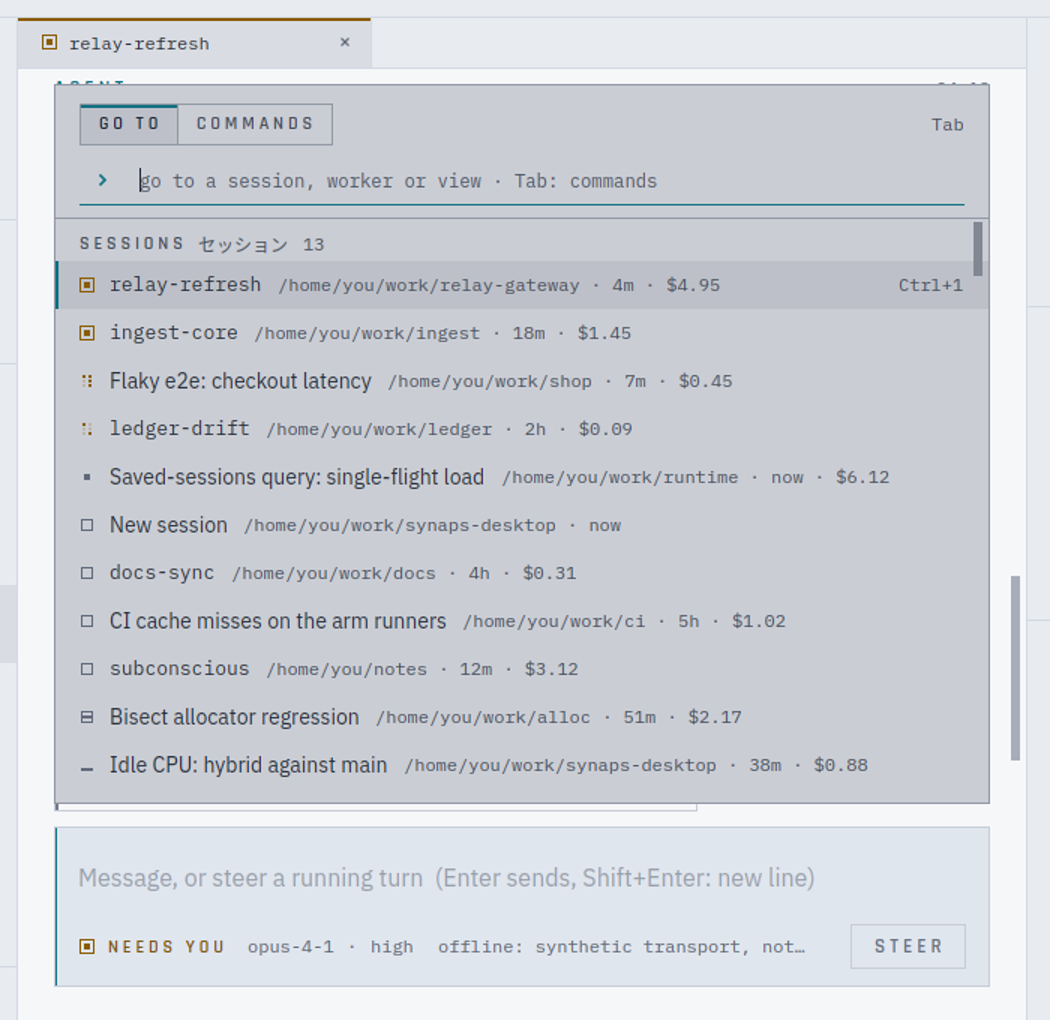 relay-refresh ×
GO TO COMMANDS Tab
go to a session, worker or view · Tab: commands
SESSIONS セッション 13
relay-refresh /home/you/work/relay-gateway · 4m · $4.95 Ctrl+1
ingest-core /home/you/work/ingest · 18m · $1.45
Flaky e2e: checkout latency /home/you/work/shop · 7m · $0.45
ledger-drift /home/you/work/ledger · 2h · $0.09
Saved-sessions query: single-flight load /home/you/work/runtime · now · $6.12
New session /home/you/work/synaps-desktop · now
docs-sync /home/you/work/docs · 4h · $0.31
CI cache misses on the arm runners /home/you/work/ci · 5h · $1.02
subconscious /home/you/notes · 12m · $3.12
Bisect allocator regression /home/you/work/alloc · 51m · $2.17
Idle CPU: hybrid against main /home/you/work/synaps-desktop · 38m · $0.88
Message, or steer a running turn (Enter sends, Shift+Enter: new line)
NEEDS YOU opus-4-1 · high offline: synthetic transport, not… STEER